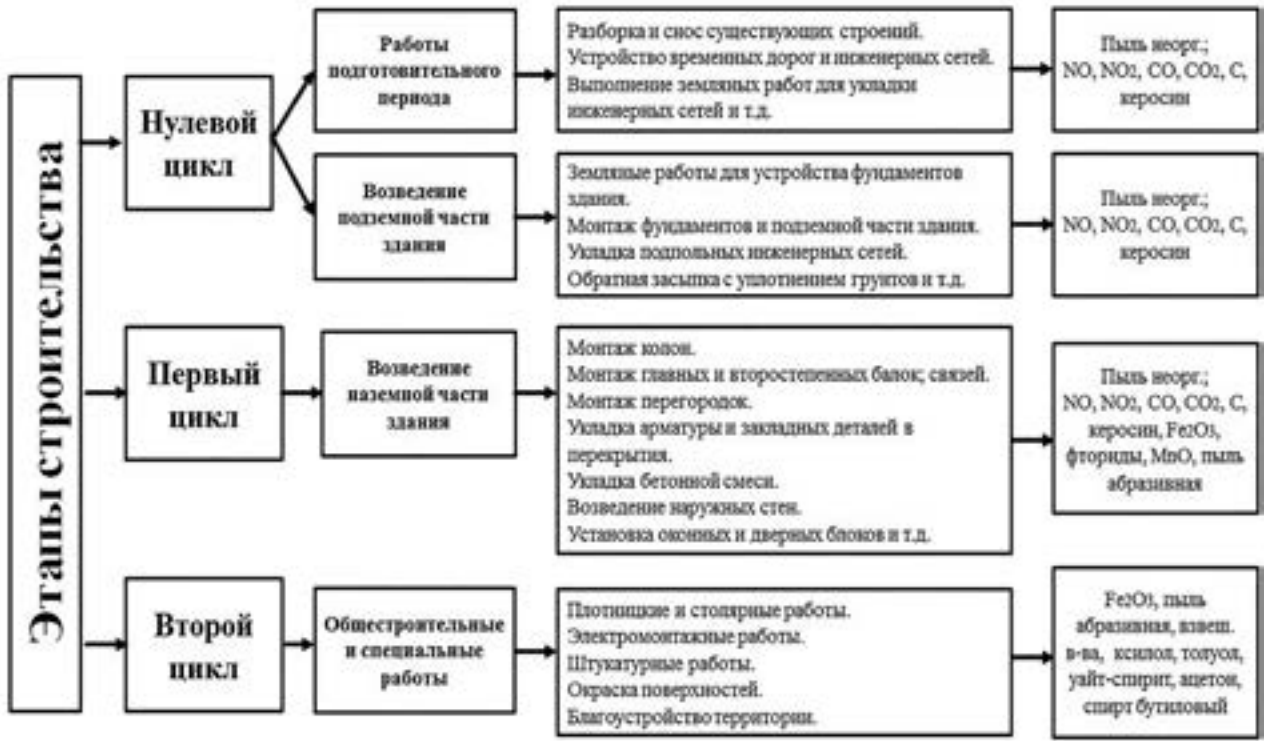 Этапы строительства
Нулевой
цикл
Работы
подготовительного
периода
Разборка и снос существующих строений.
Устройство временных дорог и инженерных сетей.
Выполнение земляных работ для укладки
инженерных сетей и т.д.
Пыль неорг.;
NO, NO2, CO, CO2, C,
керосин
Возведение
подземной части
здания
Земляные работы для устройства фундаментов
здания.
Монтаж фундаментов и подземной части здания.
Укладка подпольных инженерных сетей.
Обратная засыпка с уплотнением грунтов и т.д.
Пыль неорг.;
NO, NO2, CO, CO2, C,
керосин
Первый
цикл
Возведение
наземной части
здания
Монтаж колон.
Монтаж главных и второстепенных балок; связей.
Монтаж перегородок.
Укладка арматуры и закладных деталей в
перекрытия.
Укладка бетонной смеси.
Возведение наружных стен.
Установка оконных и дверных блоков и т.д.
Пыль неорг.;
NO, NO2, CO, CO2, C,
керосин, Fe2O3,
фториды, MnO, пыль
абразивная
Второй
цикл
Общестроительные
и специальные
работы
Плотницкие и столярные работы.
Электромонтажные работы.
Штукатурные работы.
Окраска поверхностей.
Благоустройство территории.
Fe2O3, пыль
абразивная, взвеш.
в-ва, ксилол, толуол,
уайт-спирит, ацетон,
спирт бутиловый